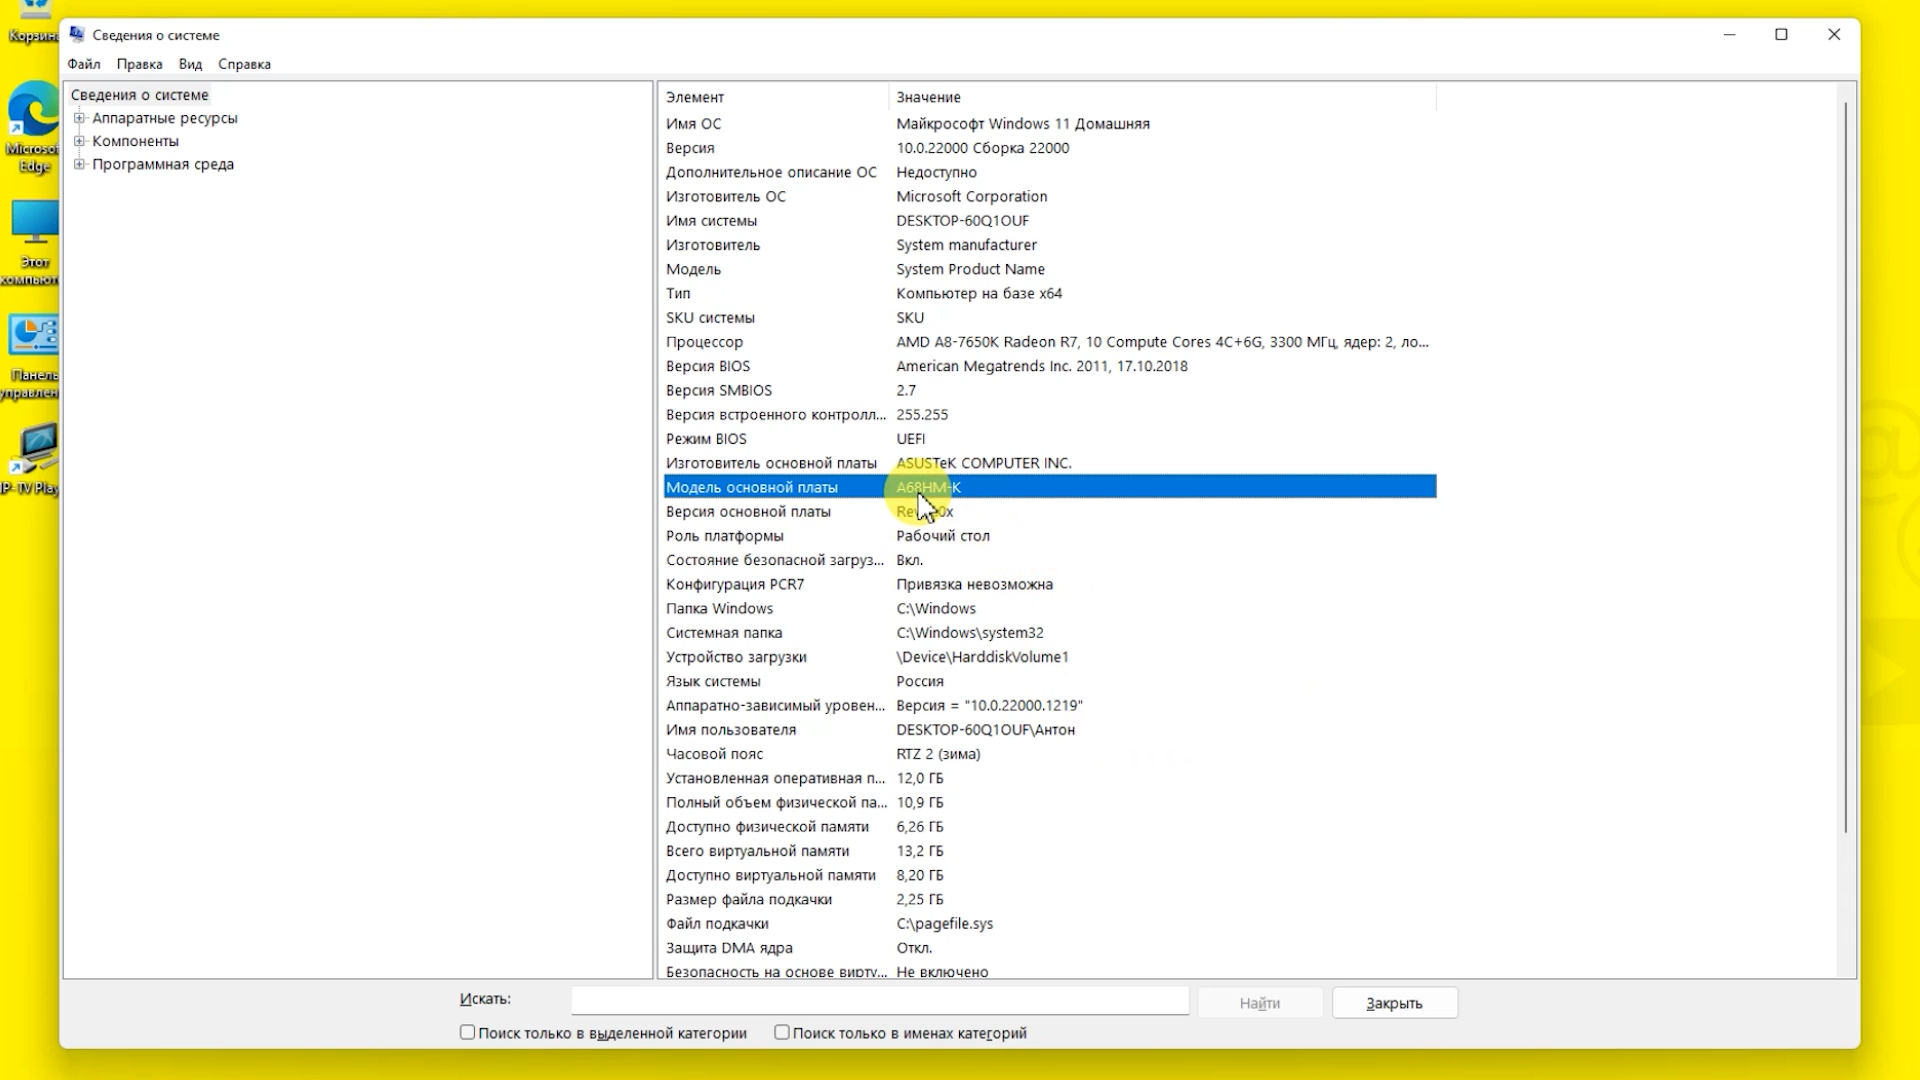 Корзина
Microsoft
Edge
Этот
компьют
Панель
управлен
IP-TV Play
Сведения о системе
Файл Правка Вид Справка
Сведения о системе
Аппаратные ресурсы
Компоненты
Программная среда
Элемент Значение
Имя ОС Майкрософт Windows 11 Домашняя
Версия 10.0.22000 Сборка 22000
Дополнительное описание ОС Недоступно
Изготовитель ОС Microsoft Corporation
Имя системы DESKTOP-60Q1OUF
Изготовитель System manufacturer
Модель System Product Name
Тип Компьютер на базе x64
SKU системы SKU
Процессор AMD A8-7650K Radeon R7, 10 Compute Cores 4C+6G, 3300 МГц, ядер: 2, ло...
Версия BIOS American Megatrends Inc. 2011, 17.10.2018
Версия SMBIOS 2.7
Версия встроенного контролл... 255.255
Режим BIOS UEFI
Изготовитель основной платы ASUSTeK COMPUTER INC.
Модель основной платы A68HM-K
Версия основной платы
Роль платформы Рабочий стол
Состояние безопасной загруз... Вкл.
Конфигурация PCR7 Привязка невозможна
Папка Windows C:\Windows
Системная папка C:\Windows\system32
Устройство загрузки \Device\HarddiskVolume1
Язык системы Россия
Аппаратно-зависимый уровен... Версия = "10.0.22000.1219"
Имя пользователя DESKTOP-60Q1OUF\Антон
Часовой пояс RTZ 2 (зима)
Установленная оперативная п... 12,0 ГБ
Полный объем физической па... 10,9 ГБ
Доступно физической памяти 6,26 ГБ
Всего виртуальной памяти 13,2 ГБ
Доступно виртуальной памяти 8,20 ГБ
Размер файла подкачки 2,25 ГБ
Файл подкачки C:\pagefile.sys
Защита DMA ядра Откл.
Безопасность на основе вирту... Не включено
Искать: Найти Закрыть
Поиск только в выделенной категории Поиск только в именах категорий